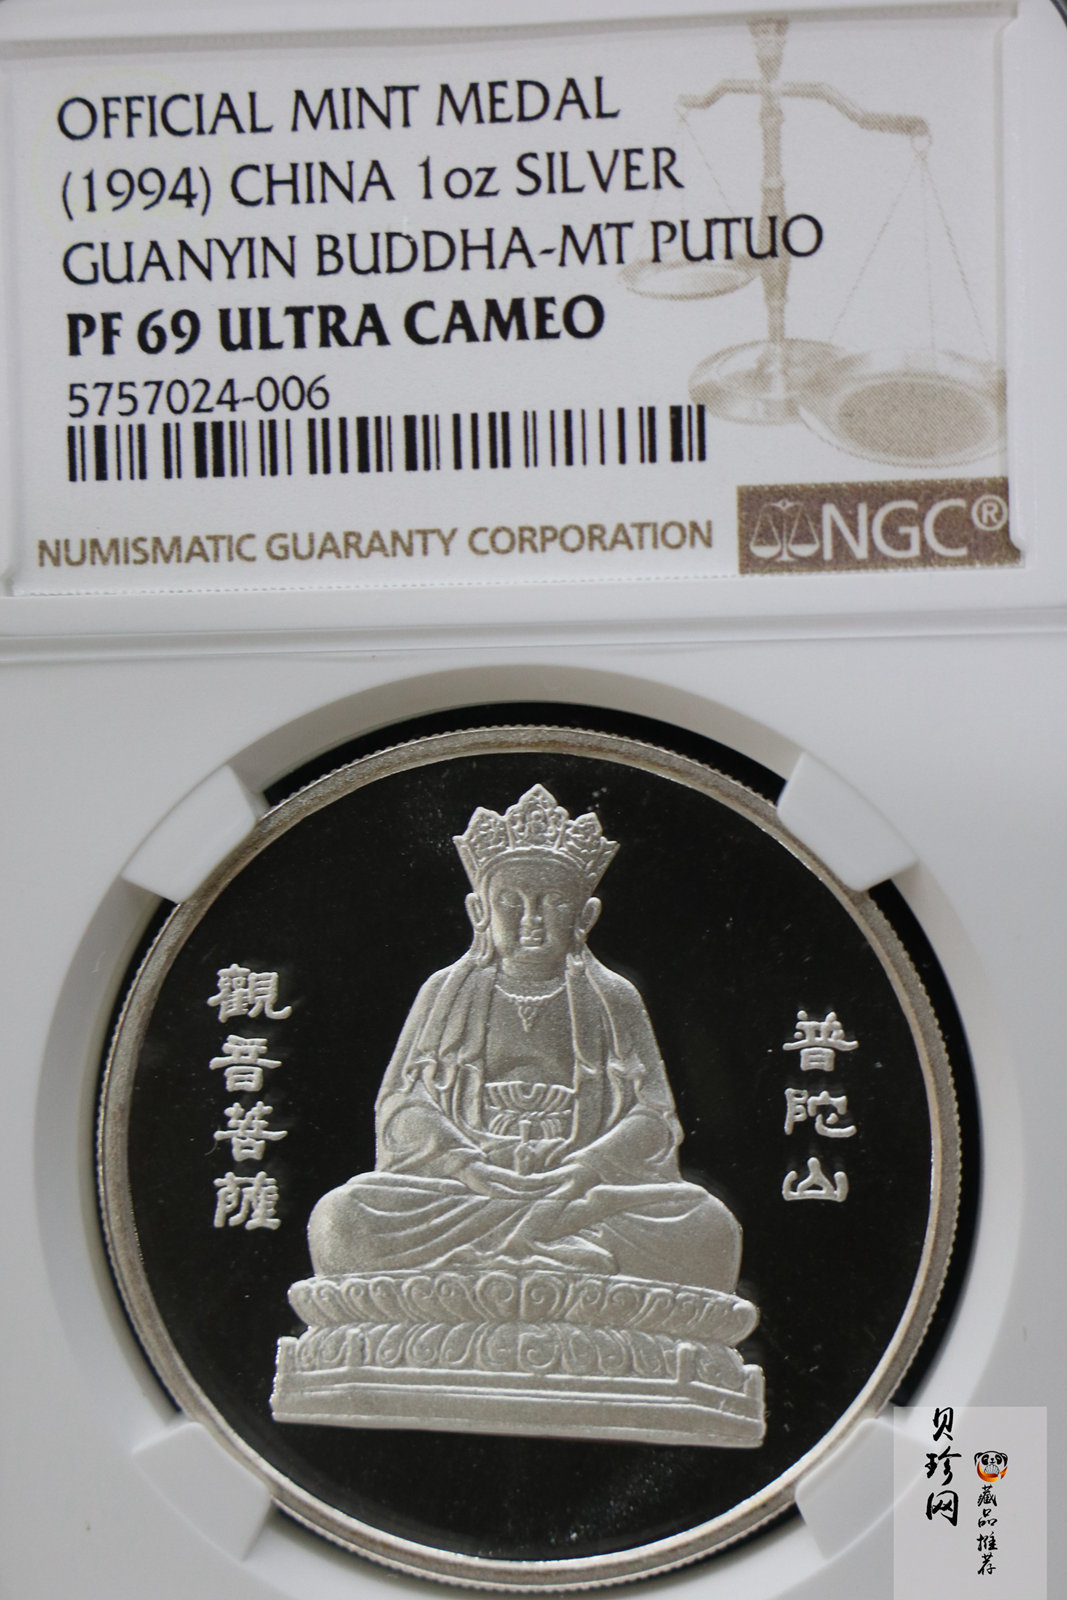 OFFICIAL MINT MEDAL
(1994) CHINA 1oz SILVER
GUANYIN BUDDHA-MT PUTUO
PF 69 ULTRA CAMEO
5757024-006
NUMISMATIC GUARANTY CORPORATION
NGC®
觀音菩薩
普陀山
贝珍网
藏品推荐